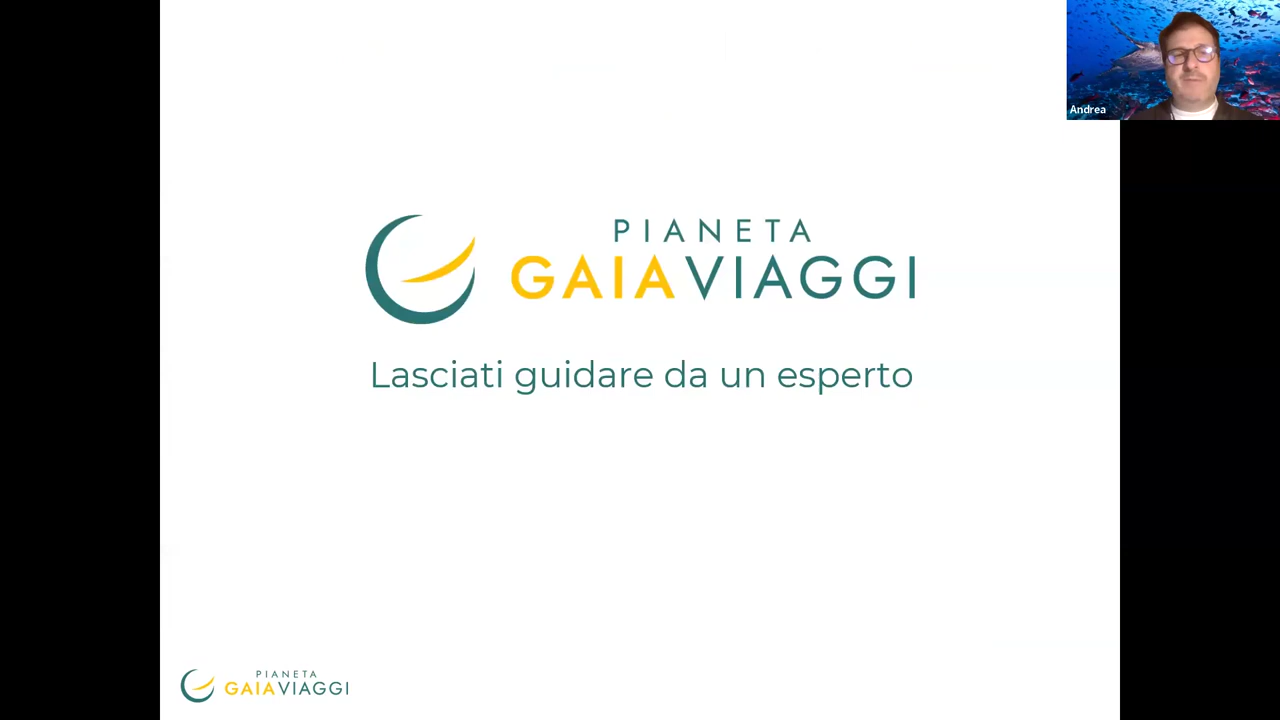 Andrea
PIANETA
GAIAVIAGGI
Lasciati guidare da un esperto
PIANETA
GAIAVIAGGI